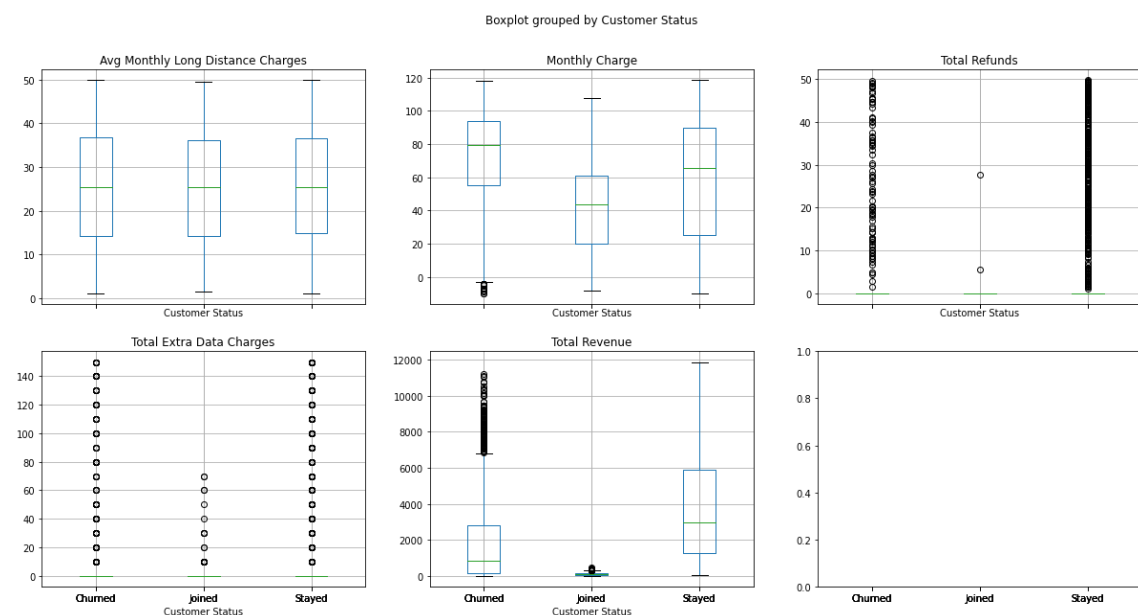 Boxplot grouped by Customer Status
Avg Monthly Long Distance Charges
50
40
30
20
10
0
Customer Status
Monthly Charge
120
100
80
60
40
20
0
Customer Status
Total Refunds
50
40
30
20
10
0
Customer Status
Total Extra Data Charges
140
120
100
80
60
40
20
0
Churned Joined Stayed
Customer Status
Total Revenue
12000
10000
8000
6000
4000
2000
0
Churned Joined Stayed
Customer Status
1.0
0.8
0.6
0.4
0.2
0.0
Churned Joined Stayed